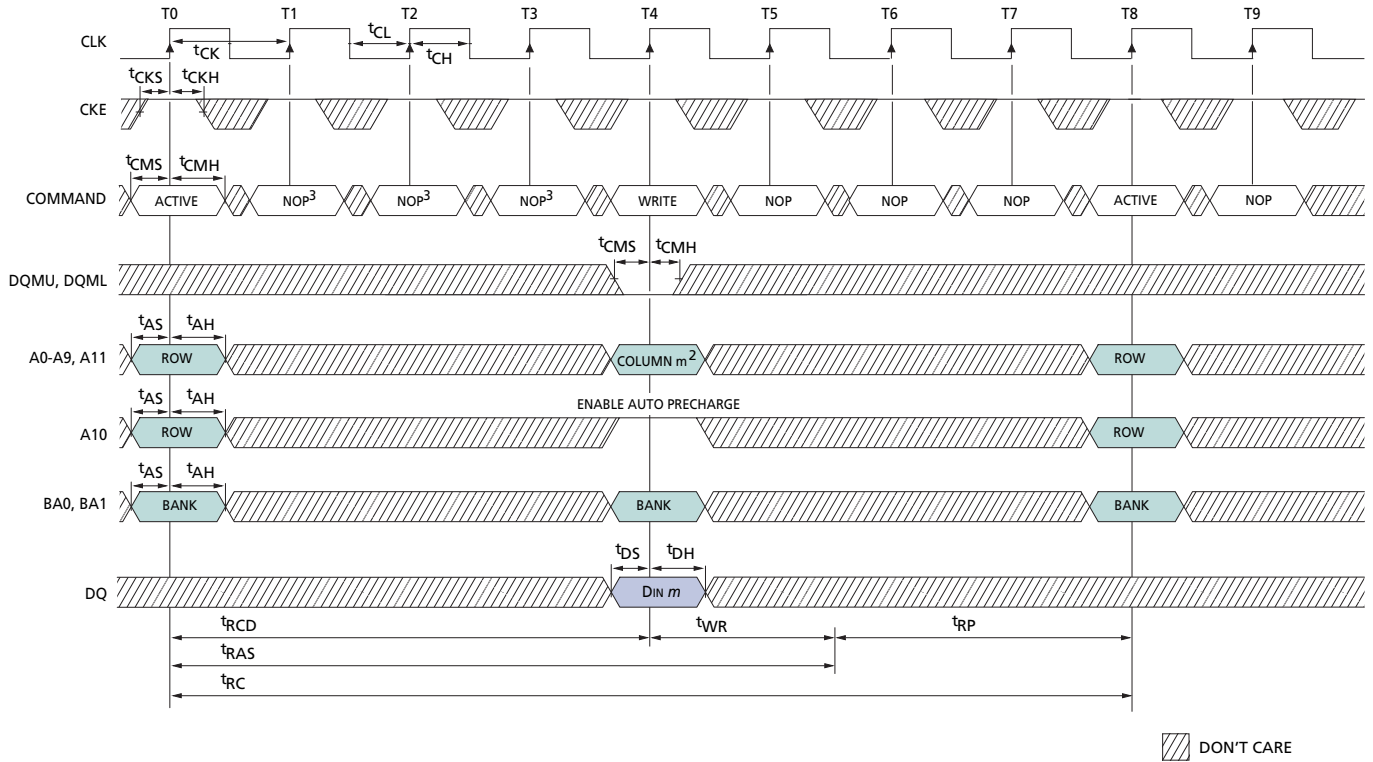 T0 T1 T2 T3 T4 T5 T6 T7 T8 T9
CLK
tCK tCL tCH
tCKS tCKH
CKE
tCMS tCMH
COMMAND ACTIVE NOP3 NOP3 NOP3 WRITE NOP NOP NOP ACTIVE NOP
tCMS tCMH
DQMU, DQML
tAS tAH
A0-A9, A11 ROW COLUMN m2 ROW
tAS tAH
ENABLE AUTO PRECHARGE
A10 ROW ROW
tAS tAH
BA0, BA1 BANK BANK BANK
tDS tDH
DQ DIN m
tRCD tWR tRP
tRAS
tRC
DON'T CARE